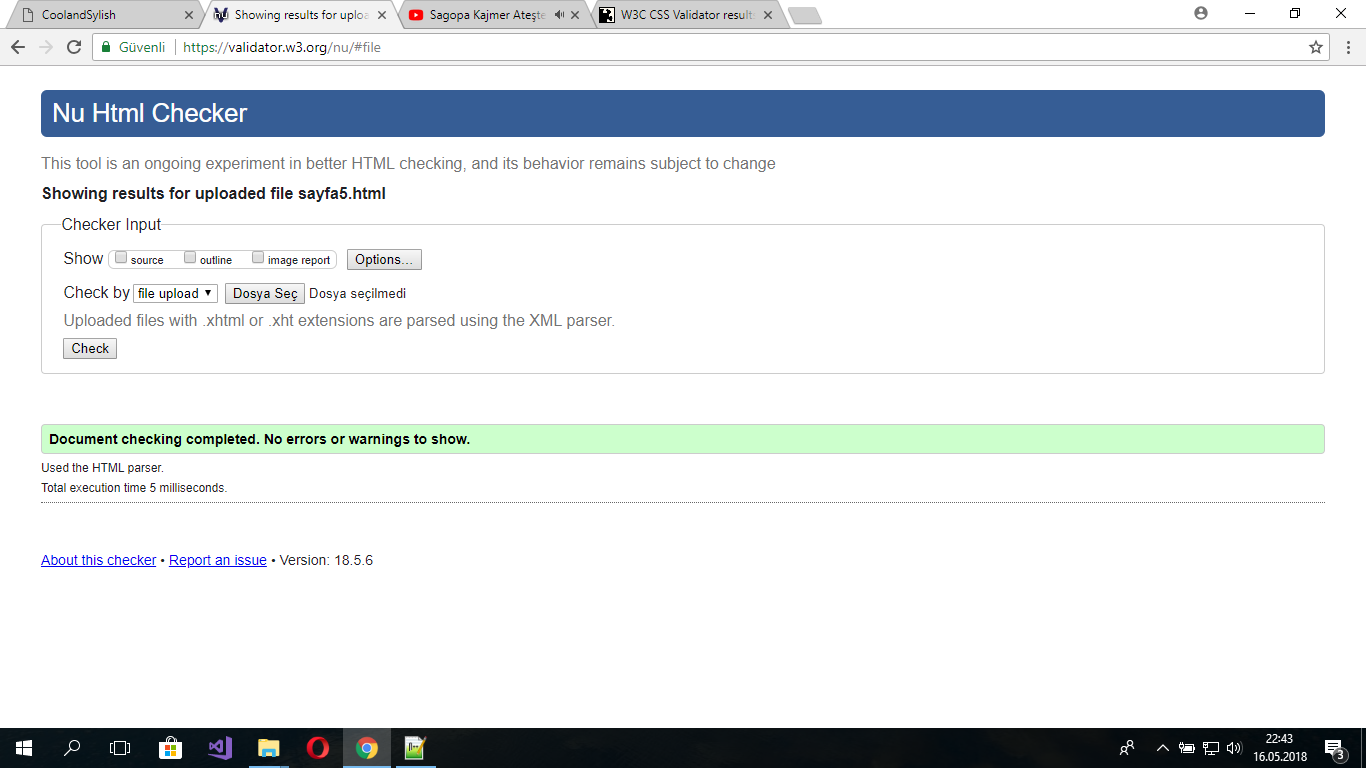 CoolandSylish
Showing results for uploa
Sagopa Kajmer Ateşte
W3C CSS Validator result
Güvenli
https://validator.w3.org/nu/#file
Nu Html Checker
This tool is an ongoing experiment in better HTML checking, and its behavior remains subject to change
Showing results for uploaded file sayfa5.html
Checker Input
Show source outline image report Options...
Check by file upload Dosya Seç Dosya seçilmedi
Uploaded files with .xhtml or .xht extensions are parsed using the XML parser.
Check
Document checking completed. No errors or warnings to show.
Used the HTML parser.
Total execution time 5 milliseconds.
About this checker • Report an issue • Version: 18.5.6
22:43
16.05.2018
3